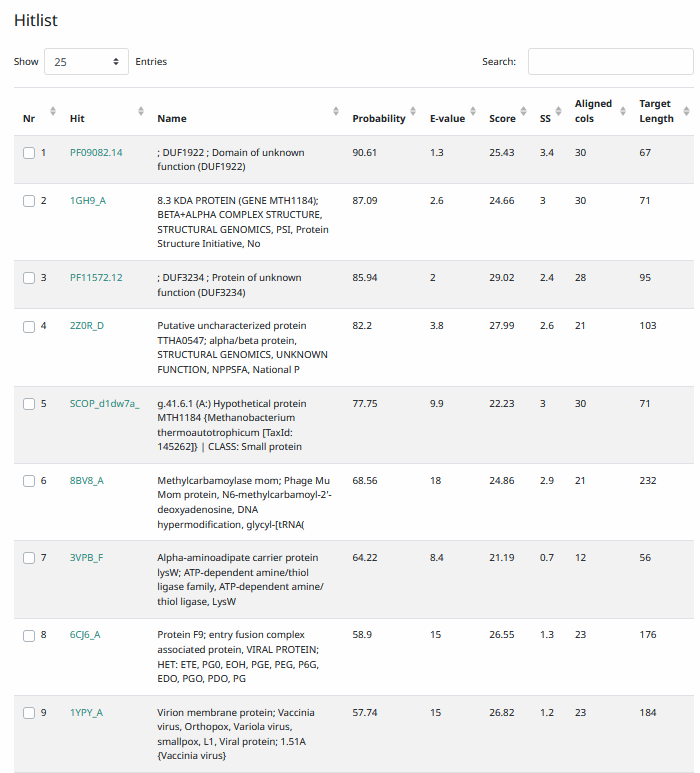 Hitlist
Show 25 Entries Search:
Nr Hit Name Probability E-value Score SS Aligned cols Target Length
1 PF09082.14 ; DUF1922 ; Domain of unknown 90.61 1.3 25.43 3.4 30 67
function (DUF1922)
2 1GH9_A 8.3 KDA PROTEIN (GENE MTH1184); 87.09 2.6 24.66 3 30 71
BETA+ALPHA COMPLEX STRUCTURE,
STRUCTURAL GENOMICS, PSI, Protein
Structure Initiative, No
3 PF11572.12 ; DUF3234 ; Protein of unknown 85.94 2 29.02 2.4 28 95
function (DUF3234)
4 2Z0R_D Putative uncharacterized protein 82.2 3.8 27.99 2.6 21 103
TTHA0547; alpha/beta protein,
STRUCTURAL GENOMICS, UNKNOWN
FUNCTION, NPPSFA, National P
5 SCOP_d1dw7a_ g.41.6.1 (A:) Hypothetical protein 77.75 9.9 22.23 3 30 71
MTH1184 {Methanobacterium
thermoautotrophicum [TaxId:
145262]} | CLASS: Small protein
6 8BV8_A Methylcarbamoylase mom; Phage Mu 68.56 18 24.86 2.9 21 232
Mom protein, N6-methylcarbamoyl-2'-
deoxyadenosine, DNA
hypermodification, glycyl-[tRNA(
7 3VPB_F Alpha-aminoadipate carrier protein 64.22 8.4 21.19 0.7 12 56
lysW; ATP-dependent amine/thiol
ligase family, ATP-dependent amine/
thiol ligase, LysW
8 6CJ6_A Protein F9; entry fusion complex 58.9 15 26.55 1.3 23 176
associated protein, VIRAL PROTEIN;
HET: ETE, PG0, EOH, PGE, PEG, P6G,
EDO, PGO, PDO, PG
9 1YPY_A Virion membrane protein; Vaccinia 57.74 15 26.82 1.2 23 184
virus, Orthopox, Variola virus,
smallpox, L1, Viral protein; 1.51A
{Vaccinia virus}